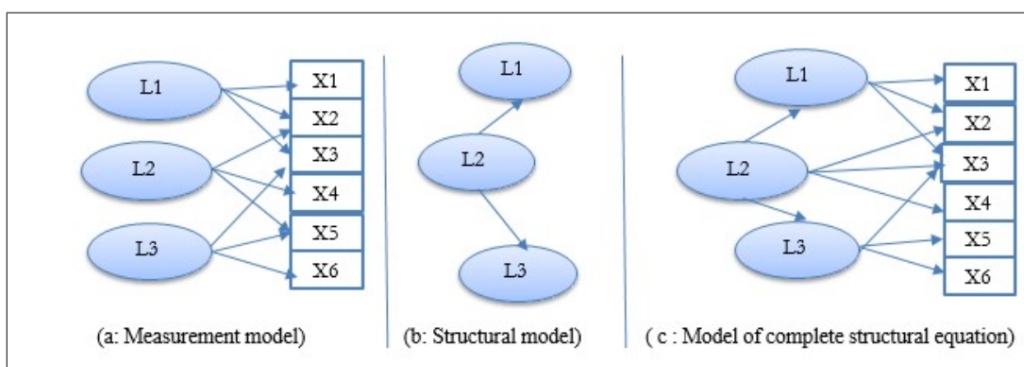 L1
L2
L3
X1
X2
X3
X4
X5
X6
(a: Measurement model)
L1
L2
L3
(b: Structural model)
L1
L2
L3
X1
X2
X3
X4
X5
X6
( c : Model of complete structural equation)